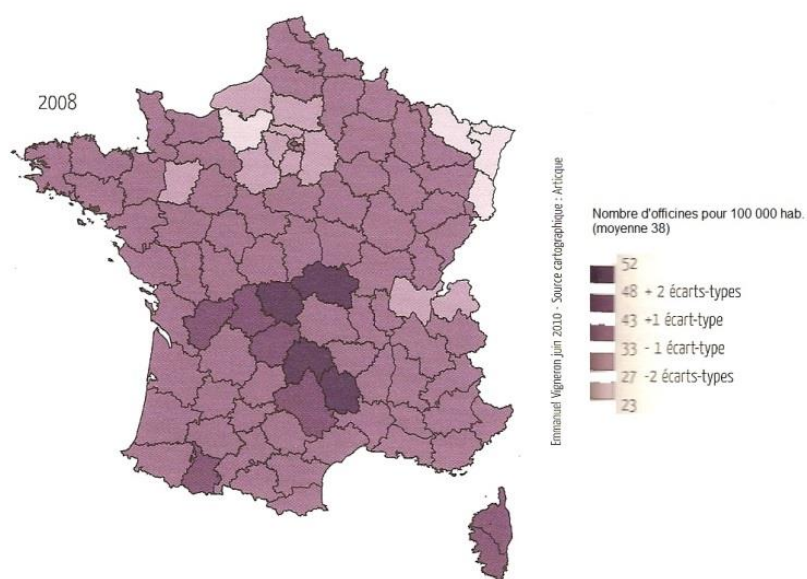 2008
Emmanuel Vigneron juin 2010 - Source cartographique : Articque
Nombre d'officines pour 100 000 hab.
(moyenne 38)
52
48 + 2 écarts-types
43 +1 écart-type
33 - 1 écart-type
27 -2 écarts-types
23